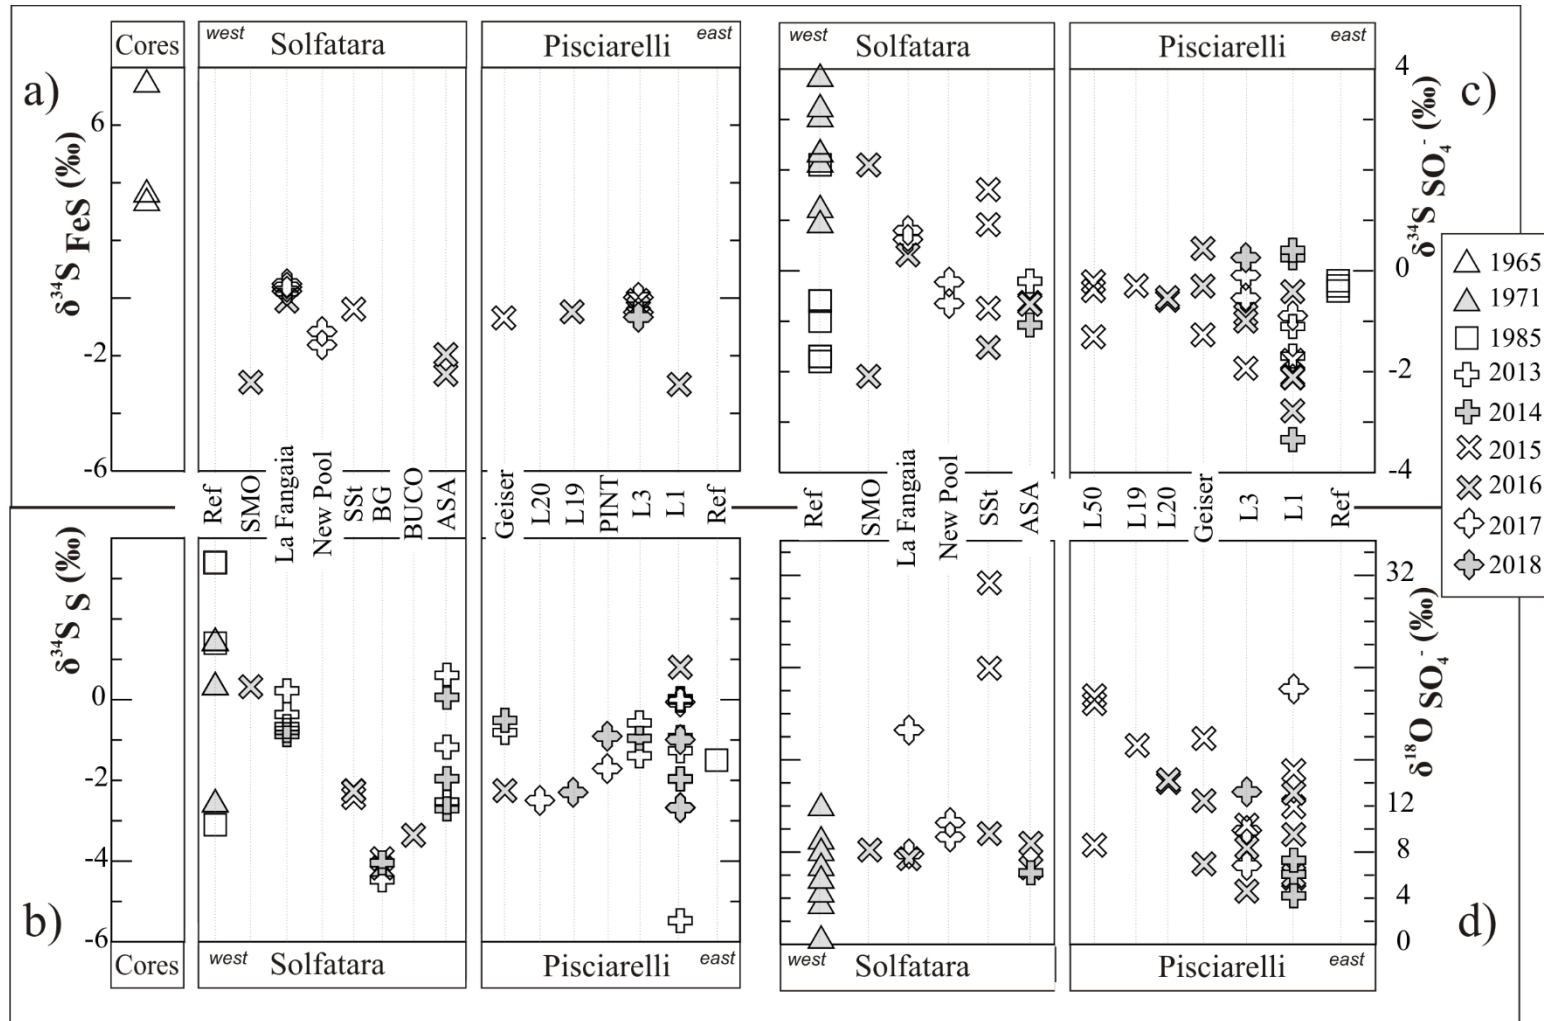 Cores
west Solfatara
Pisciarelli east
west Solfatara
Pisciarelli east
a)
δ³⁴S FeS (‰)
6
-2
-6
c)
δ³⁴S SO₄⁻ (‰)
4
0
-2
-4
1965
1971
1985
2013
2014
2015
2016
2017
2018
Ref
SMO
La Fangaia
New Pool
SSt
BG
BUCO
ASA
Geiser
L20
L19
PINT
L3
L1
Ref
Ref
SMO
La Fangaia
New Pool
SSt
ASA
L50
L19
L20
Geiser
L3
L1
Ref
b)
δ³⁴S S (‰)
0
-2
-4
-6
d)
δ¹⁸O SO₄⁻ (‰)
32
12
8
4
0
Cores
west Solfatara
Pisciarelli east
west Solfatara
Pisciarelli east